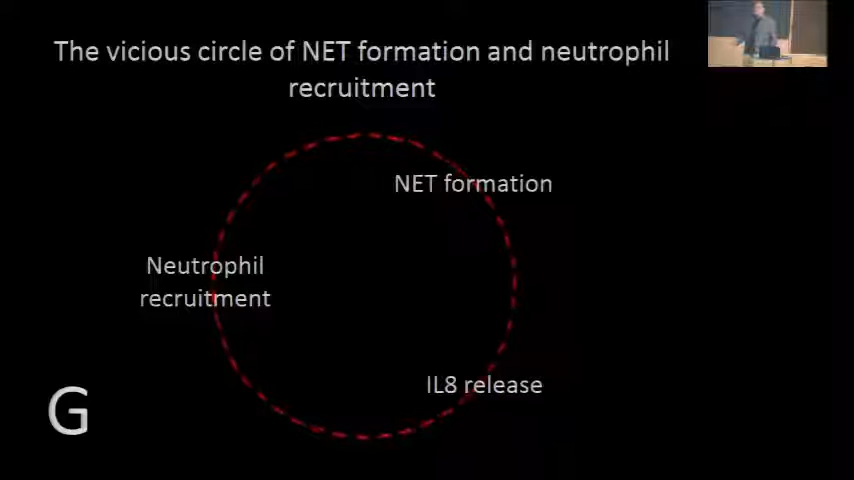 The vicious circle of NET formation and neutrophil
recruitment
NET formation
Neutrophil
recruitment
IL8 release
G